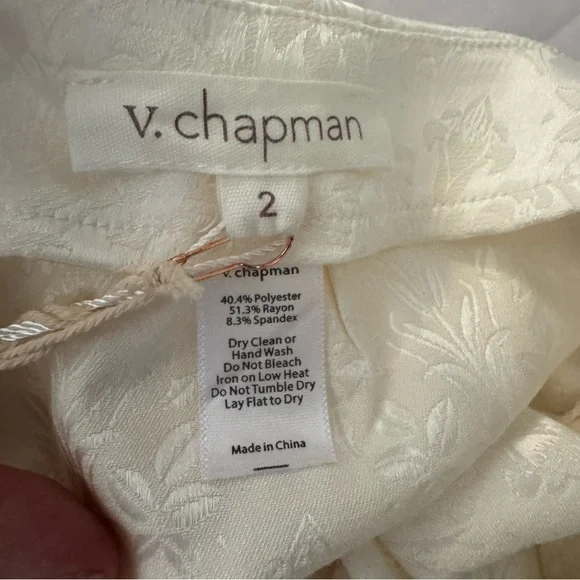 v. chapman
2
v. chapman
40.4% Polyester
51.3% Rayon
8.3% Spandex
Dry Clean or
Hand Wash
Do Not Bleach
Iron on Low Heat
Do Not Tumble Dry
Lay Flat to Dry
Made in China